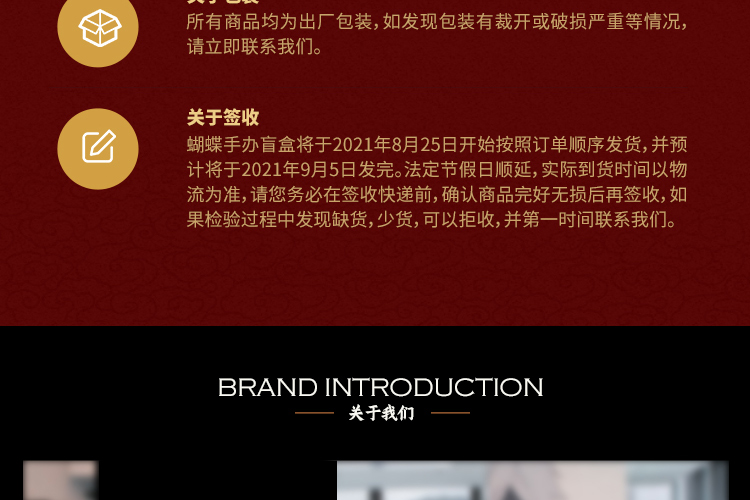 关于包装
所有商品均为出厂包装，如发现包装有裁开或破损严重等情况，
请立即联系我们。
关于签收
蝴蝶手办盲盒将于2021年8月25日开始按照订单顺序发货，并预
计将于2021年9月5日发完。法定节假日顺延，实际到货时间以物
流为准，请您务必在签收快递前，确认商品完好无损后再签收，如
果检验过程中发现缺货，少货，可以拒收，并第一时间联系我们。
BRAND INTRODUCTION
关于我们